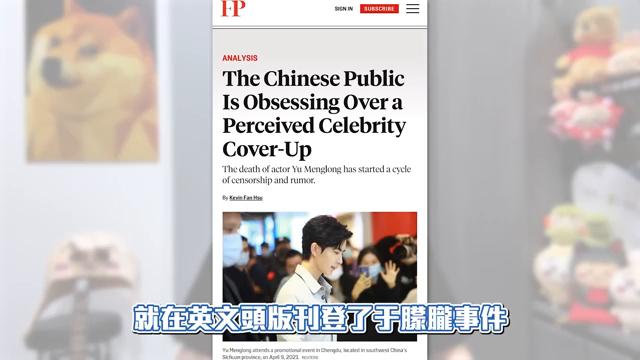 FP
SIGN IN
SUBSCRIBE
ANALYSIS
The Chinese Public
Is Obsessing Over a
Perceived Celebrity
Cover-Up
The death of actor Yu Menglong has started a cycle
of censorship and rumor.
By Kevin Fan Hsu
就在英文頭版刊登了于朦朧事件
Yu Menglong attends a promotional event in Chengdu, located in southwest China's
Sichuan province, on April 9, 2023. REUTERS